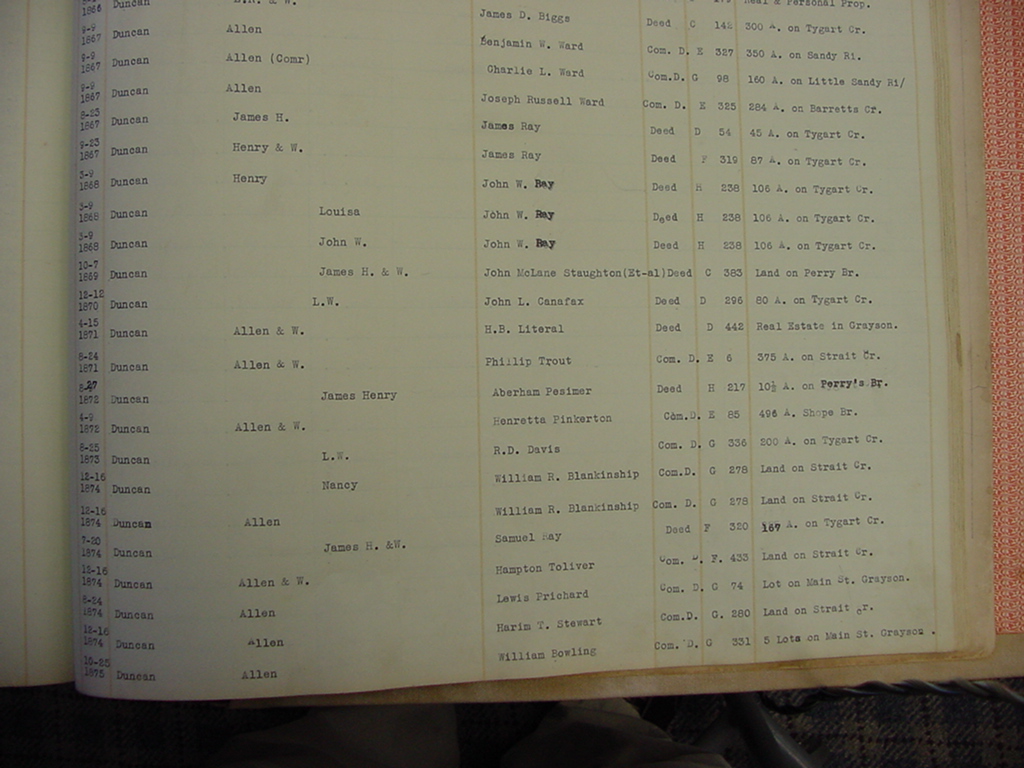 179 Real & Personal Prop.
1866 Duncan & W. James D. Biggs Deed C 142 300 A. on Tygart Cr.
9-9 1867 Duncan Allen Benjamin W. Ward Com. D. E 327 350 A. on Sandy Ri.
9-9 1867 Duncan Allen (Comr) Charlie L. Ward Com.D. G 98 160 A. on Little Sandy Ri/
9-9 1867 Duncan Allen Joseph Russell Ward Com. D. E 325 284 A. on Barretts Cr.
8-23 1867 Duncan James H. James Ray Deed D 54 45 A. on Tygart Cr.
9-23 1867 Duncan Henry & W. James Ray Deed F 319 87 A. on Tygart Cr.
3-9 1868 Duncan Henry John W. Ray Deed H 238 106 A. on Tygart Cr.
3-9 1868 Duncan Louisa John W. Ray Deed H 238 106 A. on Tygart Cr.
3-9 1868 Duncan John W. John W. Ray Deed H 238 106 A. on Tygart Cr.
10-7 1869 Duncan James H. & W. John McLane Staughton(Et-al)Deed C 383 Land on Perry Br.
12-12 1870 Duncan L.W. John L. Canafax Deed D 296 80 A. on Tygart Cr.
4-15 1871 Duncan Allen & W. H.B. Literal Deed D 442 Real Estate in Grayson.
8-24 1871 Duncan Allen & W. Phillip Trout Com. D. E 6 375 A. on Strait Cr.
8-27 1872 Duncan James Henry Aberham Pesimer Deed H 217 10½ A. on Perry's Br.
4-9 1872 Duncan Allen & W. Henretta Pinkerton Com.D. E 85 496 A. Shope Br.
8-25 1873 Duncan L.W. R.D. Davis Com. D. G 336 200 A. on Tygart Cr.
12-16 1874 Duncan Nancy William R. Blankinship Com.D. G 278 Land on Strait Cr.
12-16 1874 Duncan Allen William R. Blankinship Com. D. G 278 Land on Strait Cr.
7-20 1874 Duncan James H. &W. Samuel Ray Deed F 320 167 A. on Tygart Cr.
12-16 1874 Duncan Allen & W. Hampton Toliver Com. D. F. 433 Land on Strait Cr.
8-24 1874 Duncan Allen Lewis Prichard Com. D. G 74 Lot on Main St. Grayson.
12-16 1874 Duncan Allen Harim T. Stewart Com.D. G. 280 Land on Strait Cr.
10-25 1875 Duncan Allen William Bowling Com. D. G 331 5 Lots on Main St. Grayson.